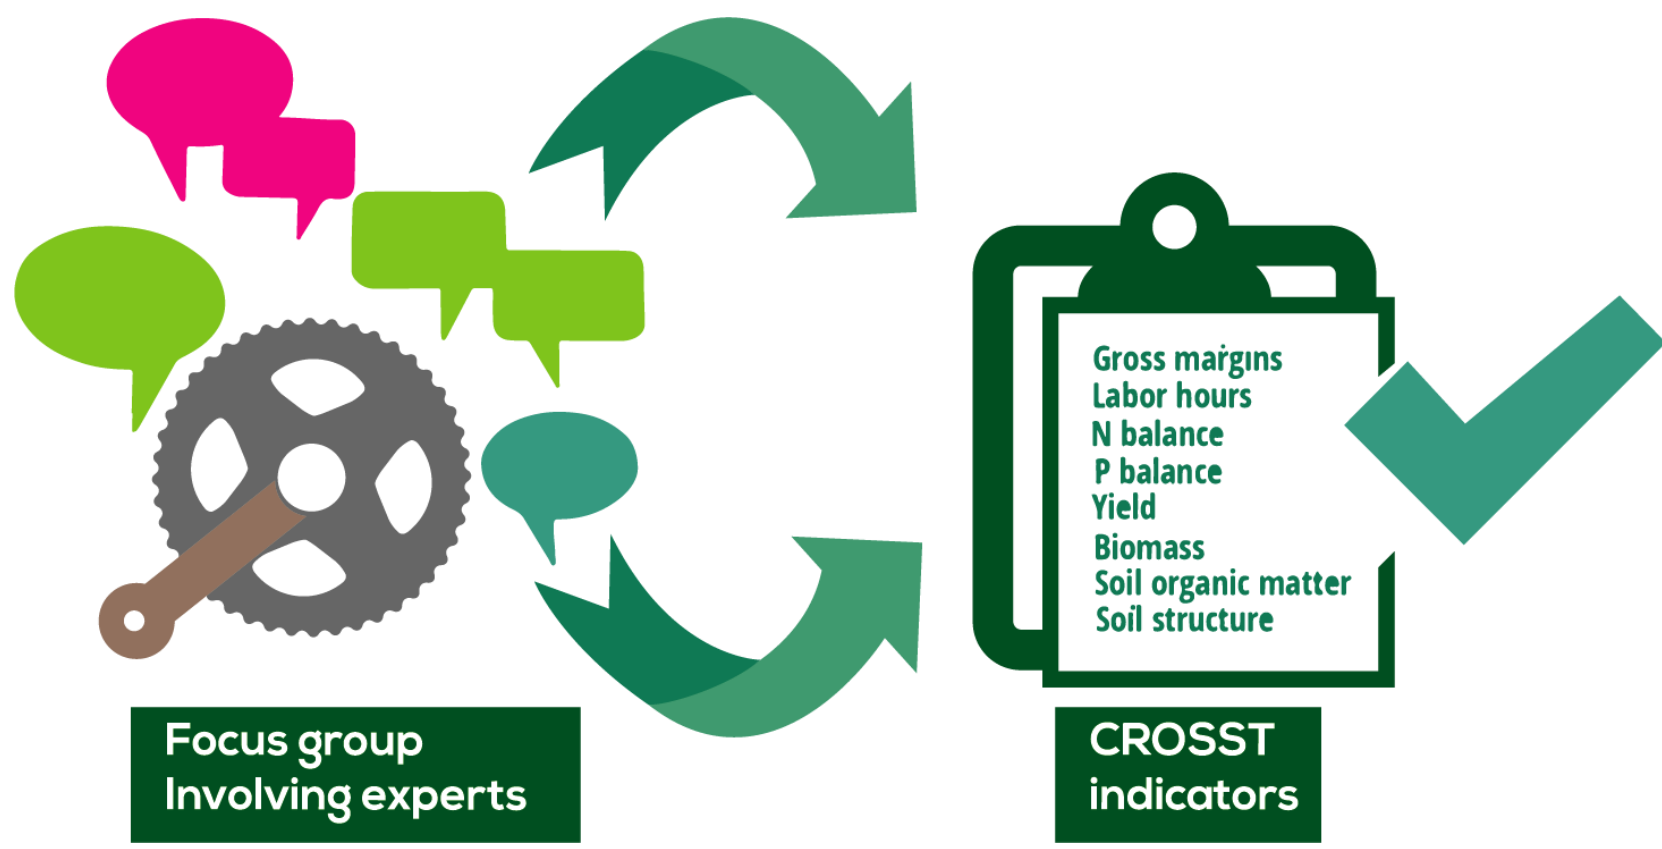 Gross margins
Labor hours
N balance
P balance
Yield
Biomass
Soil organic matter
Soil structure
Focus group
Involving experts
CROSST
indicators